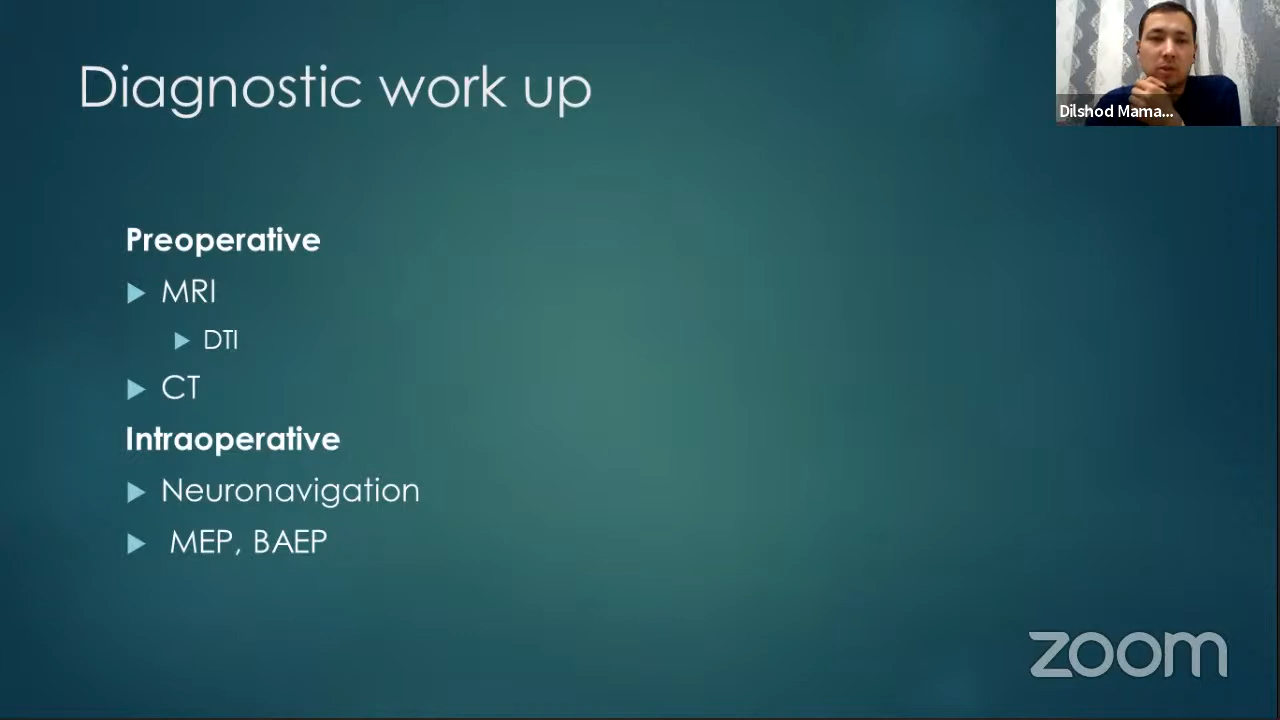 Diagnostic work up
Dilshod Mama...
Preoperative
MRI
DTI
CT
Intraoperative
Neuronavigation
MEP, BAEP
zoom